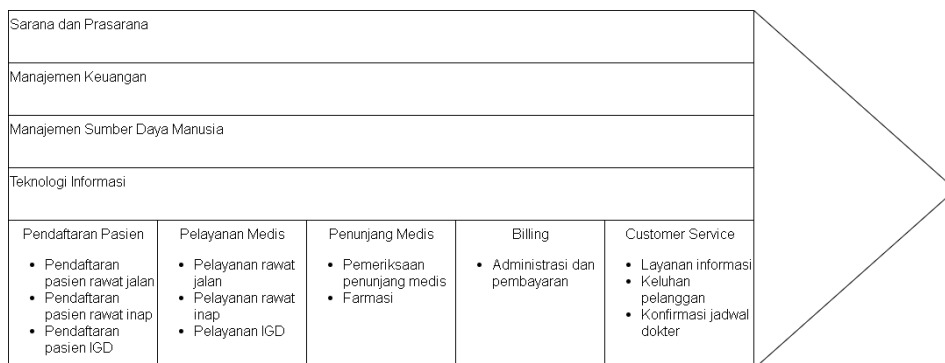 Sarana dan Prasarana
Manajemen Keuangan
Manajemen Sumber Daya Manusia
Teknologi Informasi
Pendaftaran Pasien
• Pendaftaran
pasien rawat jalan
• Pendaftaran
pasien rawat inap
• Pendaftaran
pasien IGD
Pelayanan Medis
• Pelayanan rawat
jalan
• Pelayanan rawat
inap
• Pelayanan IGD
Penunjang Medis
• Pemeriksaan
penunjang medis
• Farmasi
Billing
• Administrasi dan
pembayaran
Customer Service
• Layanan informasi
• Keluhan
pelanggan
• Konfirmasi jadwal
dokter